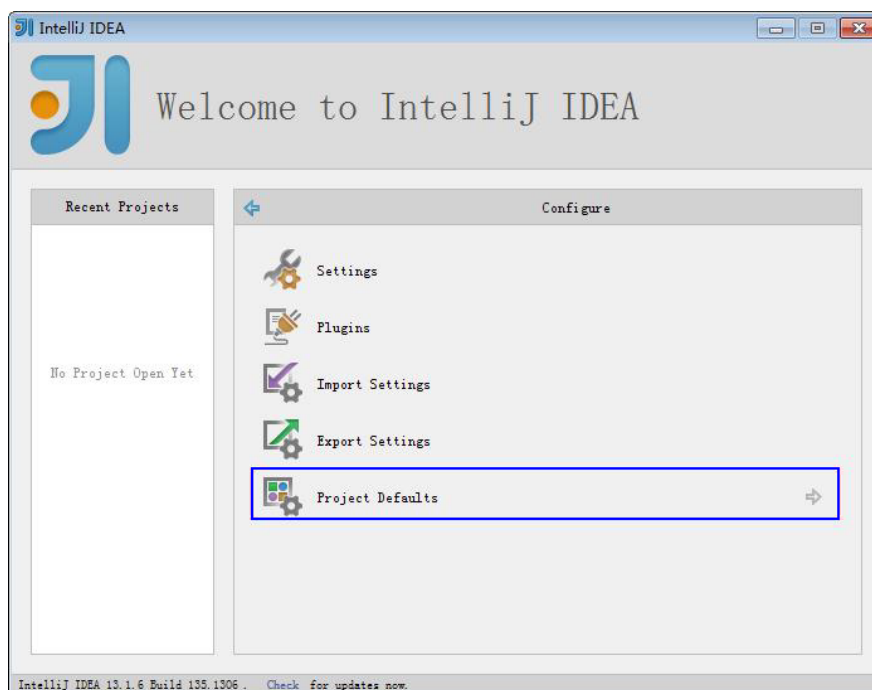 IntelliJ IDEA
Welcome to IntelliJ IDEA
Recent Projects
Configure
Settings
Plugins
No Project Open Yet
Import Settings
Export Settings
Project Defaults
IntelliJ IDEA 13.1.6 Build 135.1306 . Check for updates now.